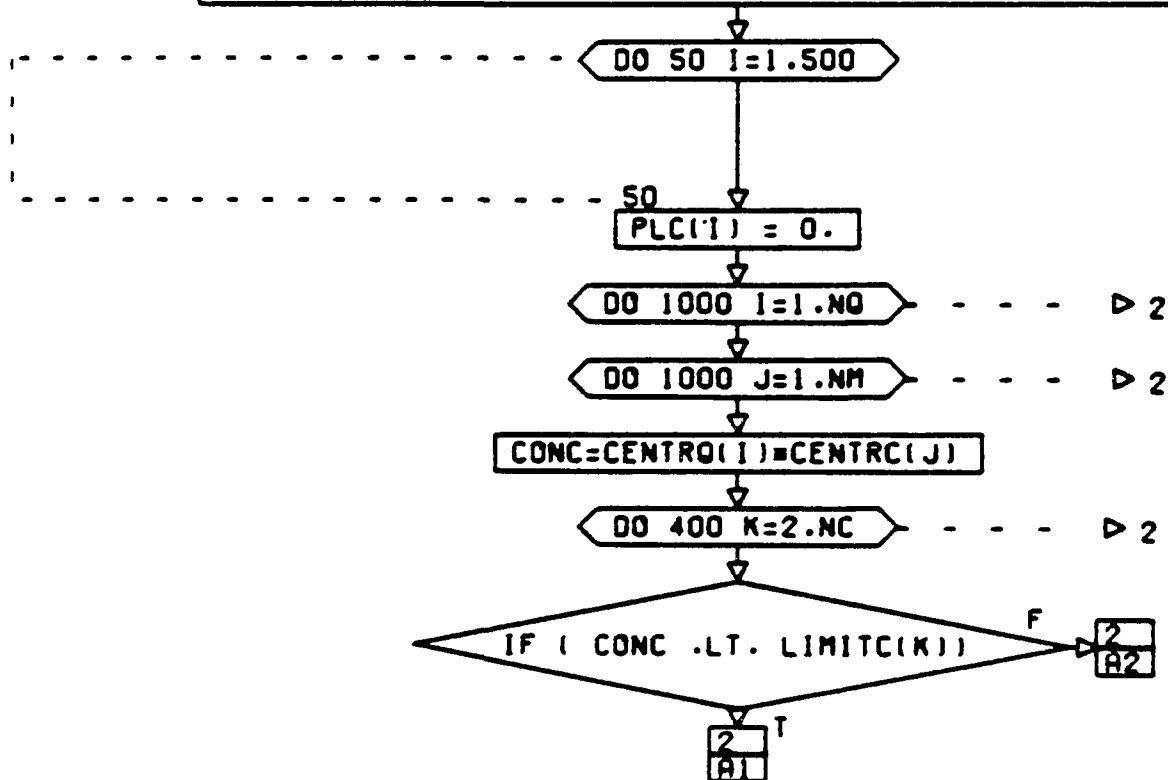 DO 50 I=1.500
50
PLC(I) = 0.
DO 1000 I=1.NQ
2
DO 1000 J=1.NM
2
CONC=CENTRQ(I)*CENTRC(J)
DO 400 K=2.NC
2
IF ( CONC .LT. LIMITC(K))
F
2
A2
T
2
A1